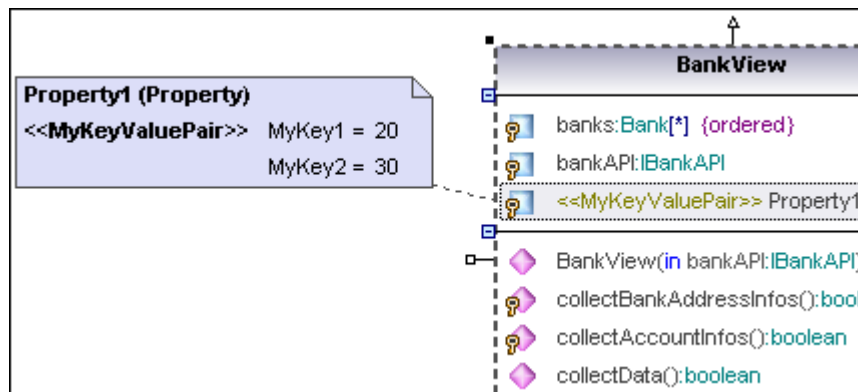 Property1 (Property)
<<MyKeyValuePair>> MyKey1 = 20
MyKey2 = 30
BankView
banks:Bank[*] {ordered}
bankAPI:IBankAPI
<<MyKeyValuePair>> Property1
BankView(in bankAPI:IBankAPI)
collectBankAddressInfos():bool
collectAccountInfos():boolean
collectData():boolean